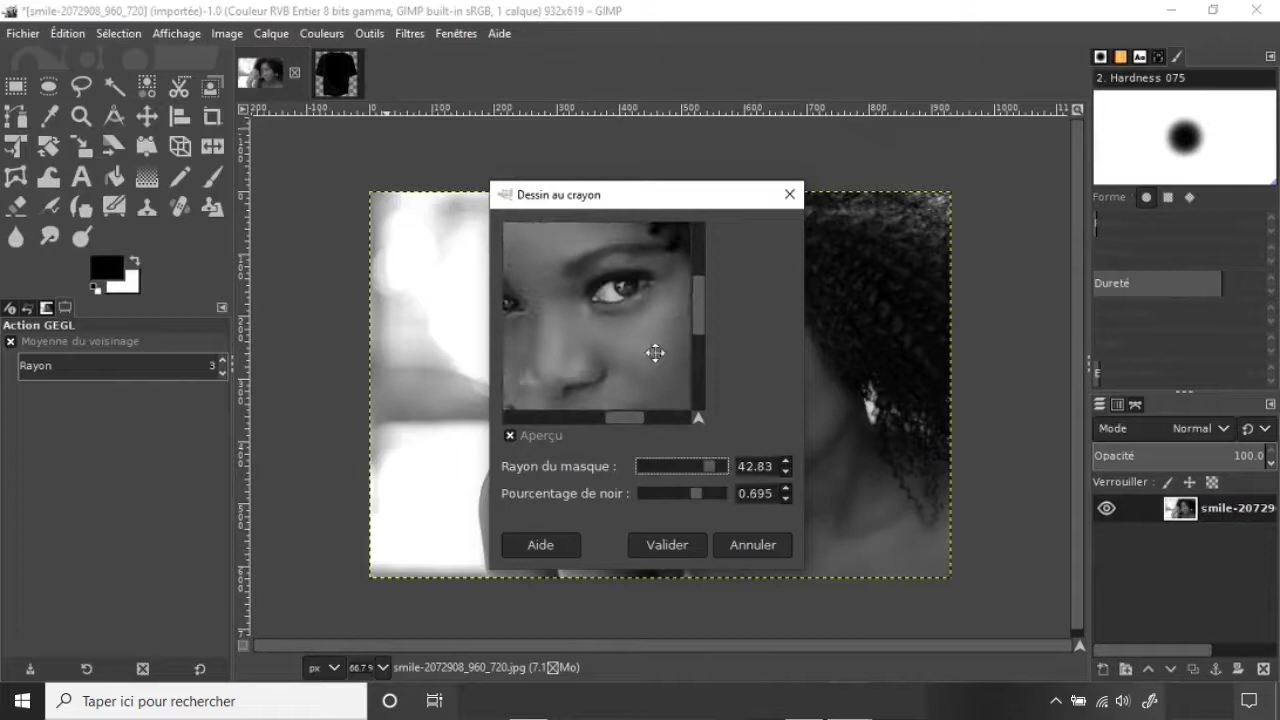 *[smile-2072908_960_720] (importée)-1.0 (Couleur RVB Entier 8 bits gamma, GIMP built-in sRGB, 1 calque) 932x619 – GIMP
Fichier Édition Sélection Affichage Image Calque Couleurs Outils Filtres Fenêtres Aide
2. Hardness 075
Dessin au crayon
Forme
Dureté
Action GEGL
Moyenne du voisinage
Rayon 3
Aperçu
Rayon du masque : 42.83
Pourcentage de noir : 0.695
Aide Valider Annuler
Mode Normal
Opacité 100.0
Verrouiller :
smile-20729
px 66.7 % smile-2072908_960_720.jpg (7.1 Mo)
Taper ici pour rechercher